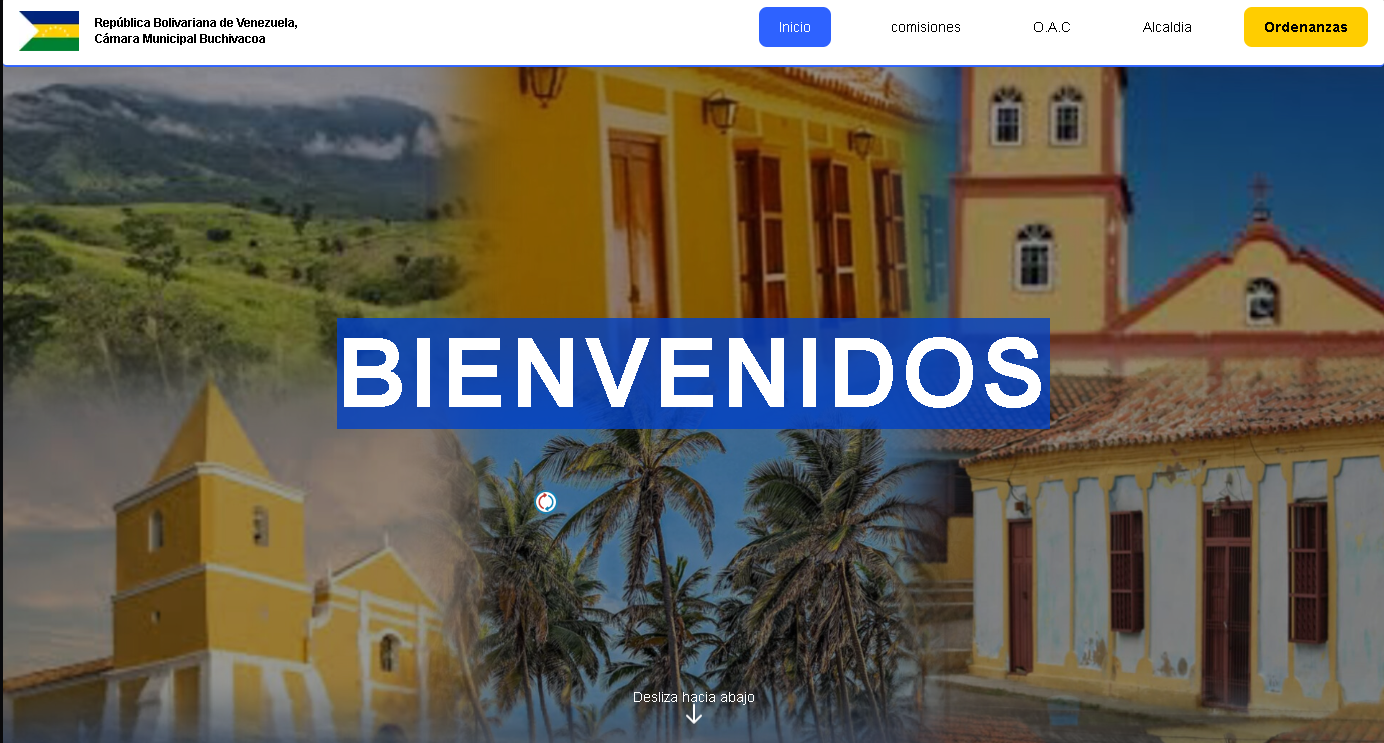 República Bolivariana de Venezuela,
Cámara Municipal Buchivacoa
Inicio
comisiones
O.A.C
Alcaldia
Ordenanzas
BIENVENIDOS
Desliza hacia abajo